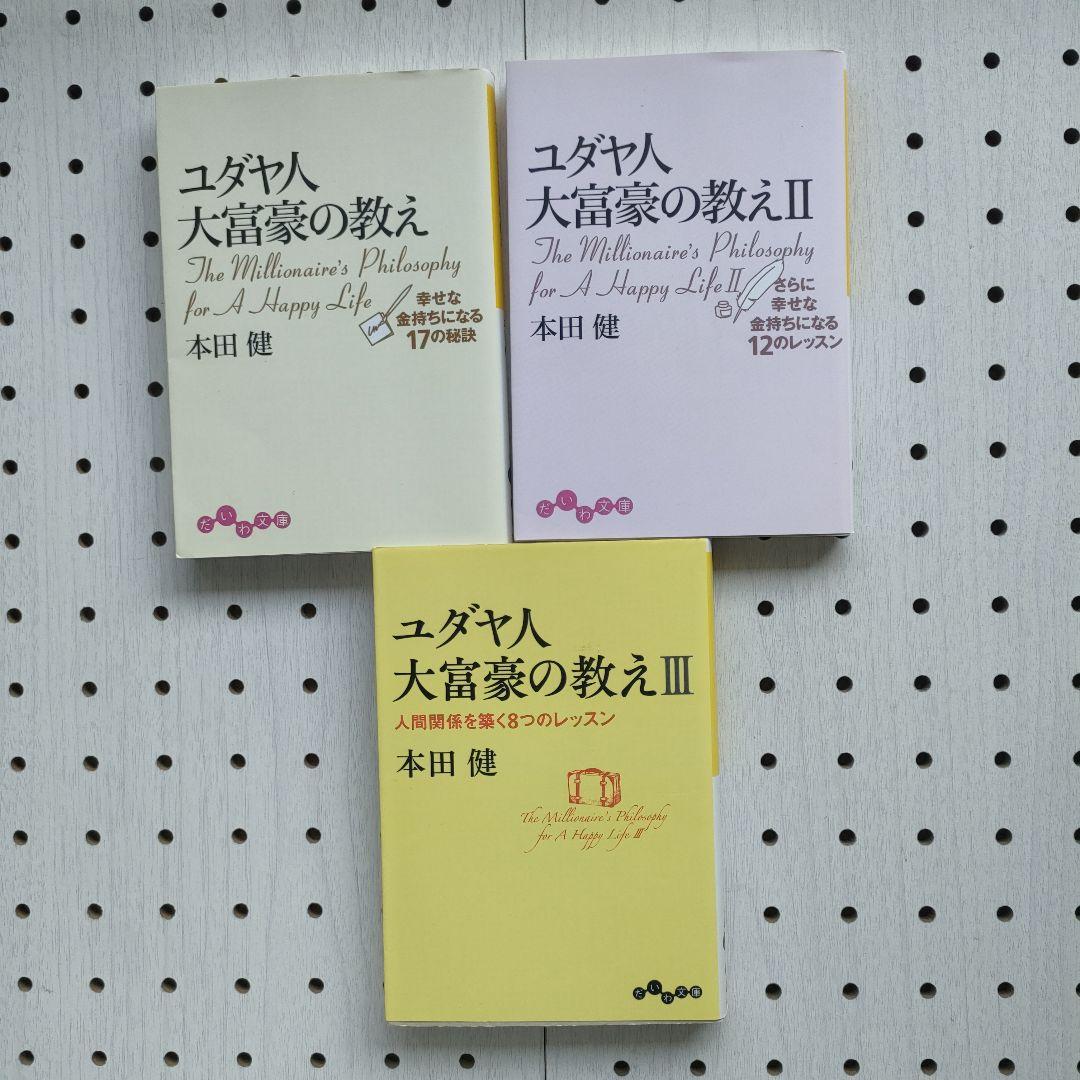 ユダヤ人
大富豪の教え
The Millionaire's Philosophy
for A Happy Life
幸せな
金持ちになる
17の秘訣
本田 健
だいわ文庫
ユダヤ人
大富豪の教えⅡ
The Millionaire's Philosophy
for A Happy Life Ⅱ
さらに
幸せな
金持ちになる
12のレッスン
本田 健
だいわ文庫
ユダヤ人
大富豪の教えⅢ
人間関係を築く8つのレッスン
本田 健
The Millionaire's Philosophy
for A Happy Life Ⅲ
だいわ文庫